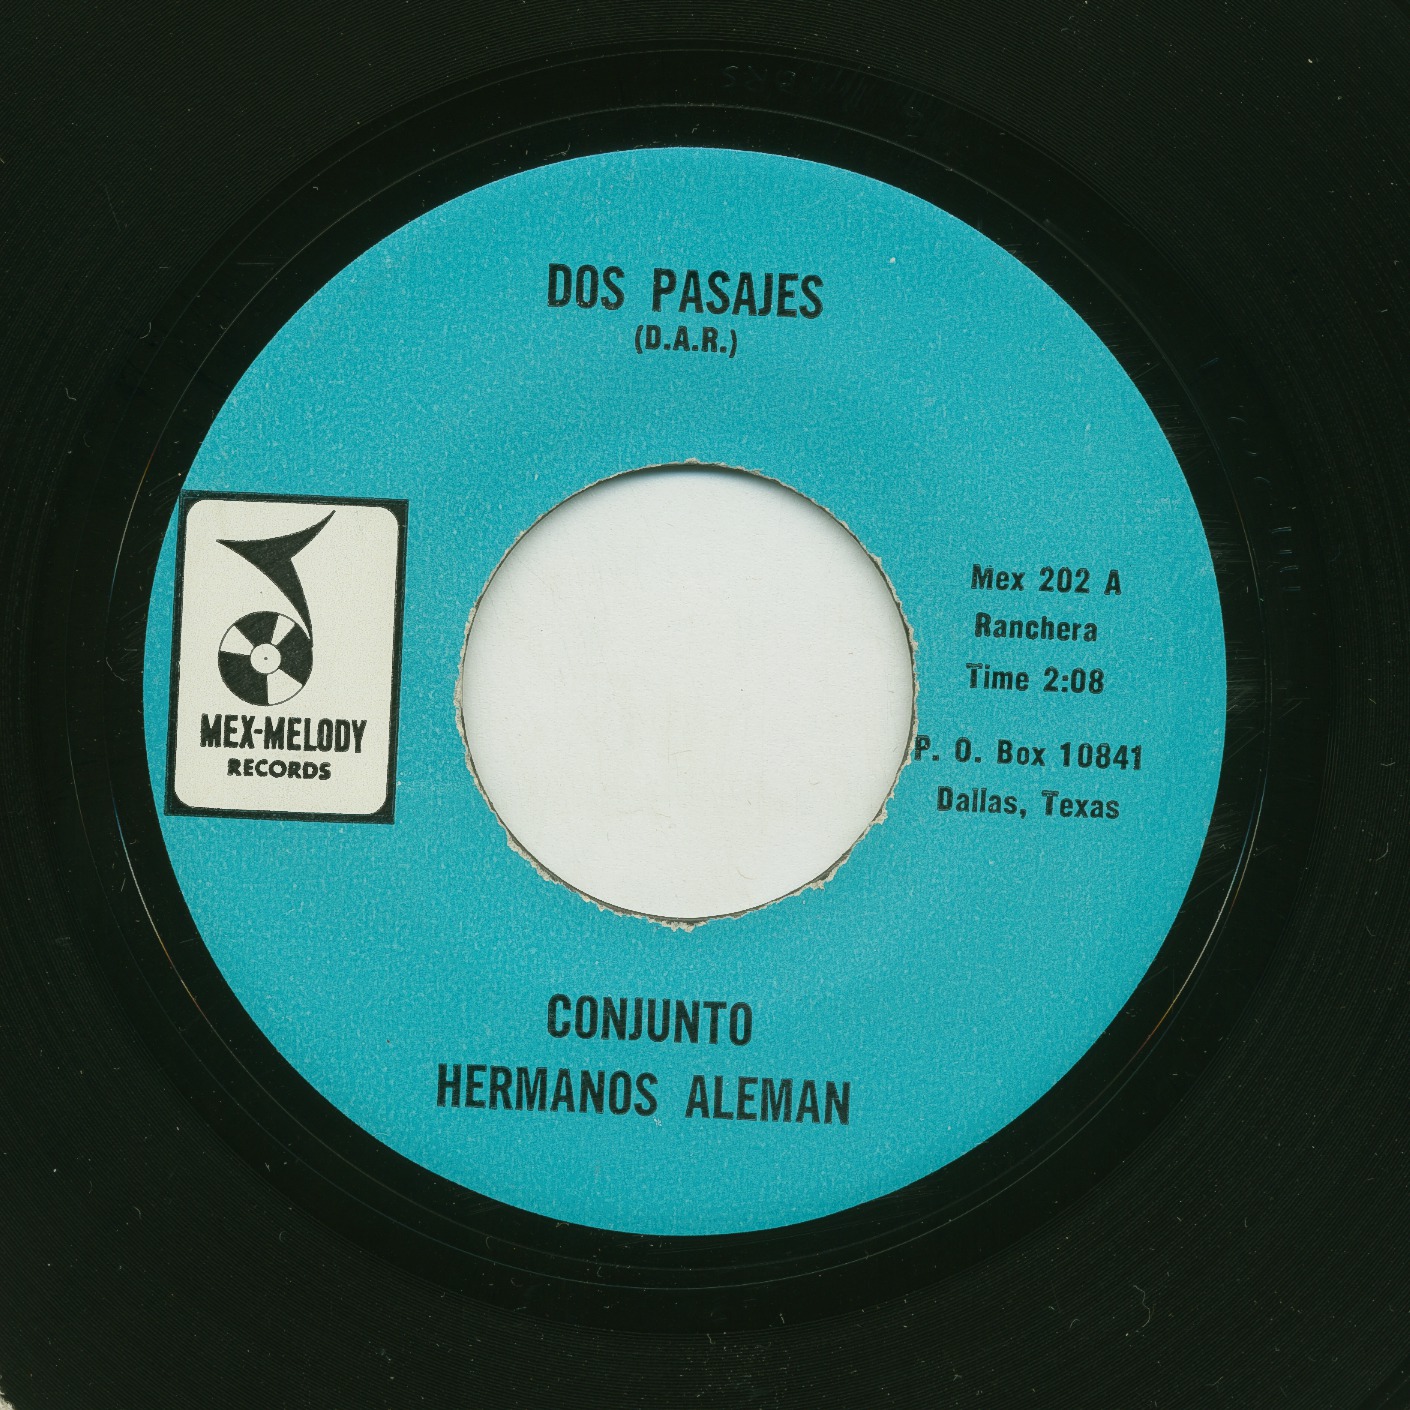 DOS PASAJES
(D.A.R.)
MEX-MELODY
RECORDS
Mex 202 A
Ranchera
Time 2:08
P. O. Box 10841
Dallas, Texas
CONJUNTO
HERMANOS ALEMAN